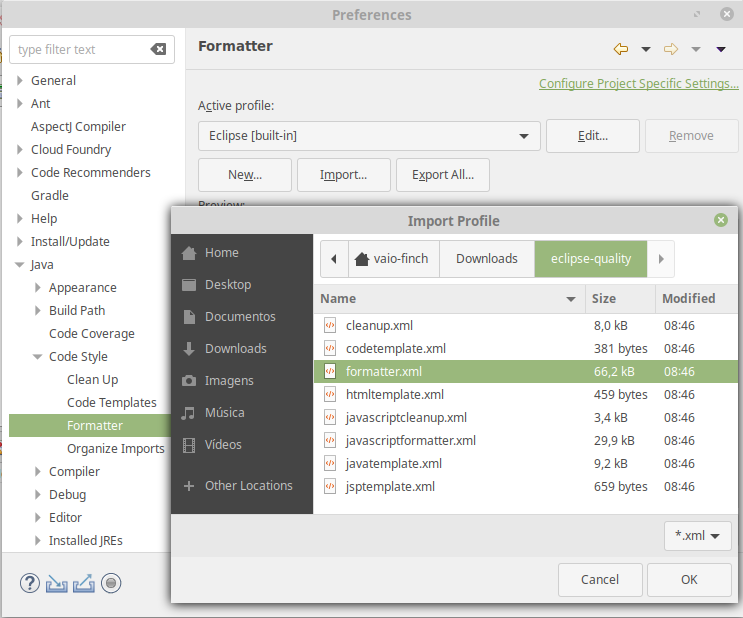 Preferences
type filter text
General
Ant
AspectJ Compiler
Cloud Foundry
Code Recommenders
Gradle
Help
Install/Update
Java
Appearance
Build Path
Code Coverage
Code Style
Clean Up
Code Templates
Formatter
Organize Imports
Compiler
Debug
Editor
Installed JREs
Formatter
Configure Project Specific Settings...
Active profile:
Eclipse [built-in]
Edit...
Remove
New...
Import...
Export All...
Preview:
Import Profile
Home
Desktop
Documentos
Downloads
Imagens
Música
Vídeos
Other Locations
vaio-finch Downloads eclipse-quality
Name Size Modified
cleanup.xml 8,0 kB 08:46
codetemplate.xml 381 bytes 08:46
formatter.xml 66,2 kB 08:46
htmltemplate.xml 459 bytes 08:46
javascriptcleanup.xml 3,4 kB 08:46
javascriptformatter.xml 29,9 kB 08:46
javatemplate.xml 9,2 kB 08:46
jsptemplate.xml 659 bytes 08:46
*.xml
Cancel OK